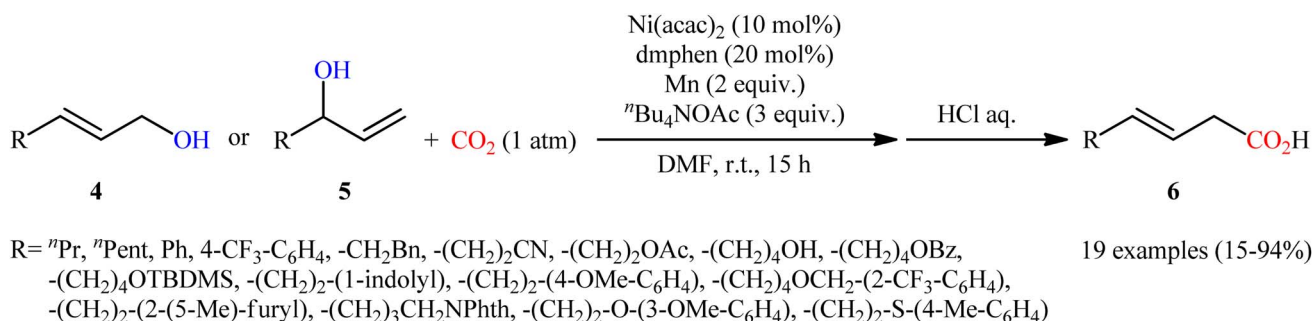 Ni(acac)₂ (10 mol%)
dmphen (20 mol%)
Mn (2 equiv.)
ⁿBu₄NOAc (3 equiv.)
DMF, r.t., 15 h
HCl aq.
R OH or OH R + CO₂ (1 atm) R CO₂H
4 5 6
R= ⁿPr, ⁿPent, Ph, 4-CF₃-C₆H₄, -CH₂Bn, -(CH₂)₂CN, -(CH₂)₂OAc, -(CH₂)₄OH, -(CH₂)₄OBz, 19 examples (15-94%)
-(CH₂)₄OTBDMS, -(CH₂)₂-(1-indolyl), -(CH₂)₂-(4-OMe-C₆H₄), -(CH₂)₄OCH₂-(2-CF₃-C₆H₄),
-(CH₂)₂-(2-(5-Me)-furyl), -(CH₂)₃CH₂NPhth, -(CH₂)₂-O-(3-OMe-C₆H₄), -(CH₂)₂-S-(4-Me-C₆H₄)